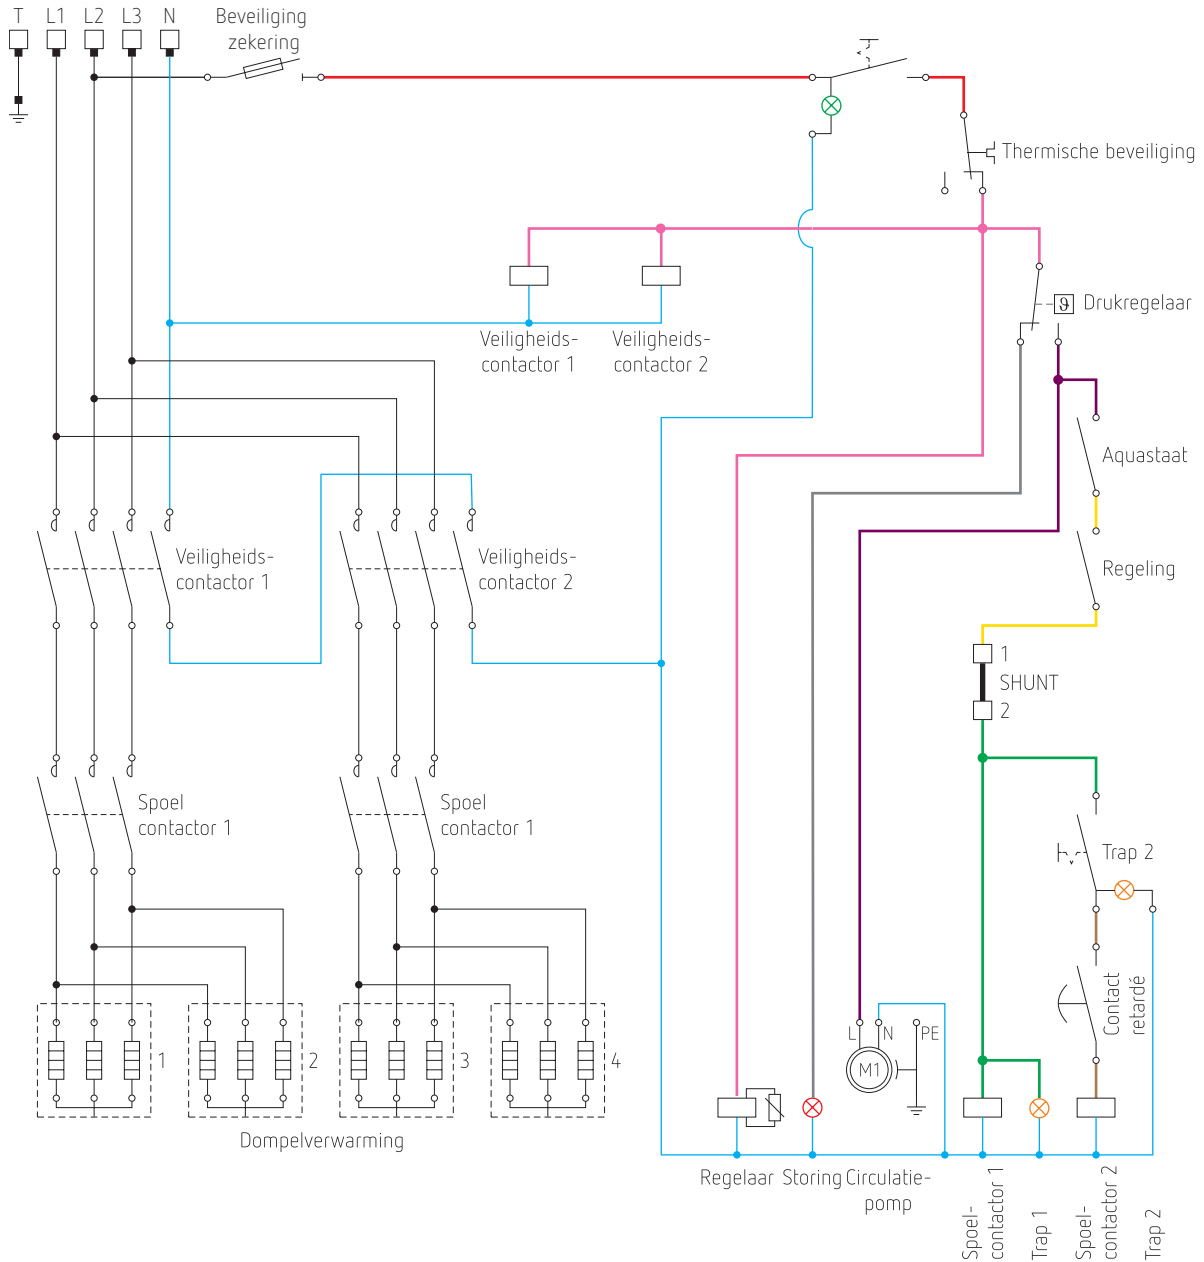 T L1 L2 L3 N
Beveiliging
zekering
Thermische beveiliging
ϑ Drukregelaar
Veiligheids-
contactor 1
Veiligheids-
contactor 2
Aquastaat
Veiligheids-
contactor 1
Veiligheids-
contactor 2
Regeling
1
SHUNT
2
Spoel
contactor 1
Spoel
contactor 1
Trap 2
Contact
retardé
L N PE
M1
1 2 3 4
Dompelverwarming
Regelaar Storing Circulatie-
pomp
Spoel-
contactor 1
Trap 1
Spoel-
contactor 2
Trap 2